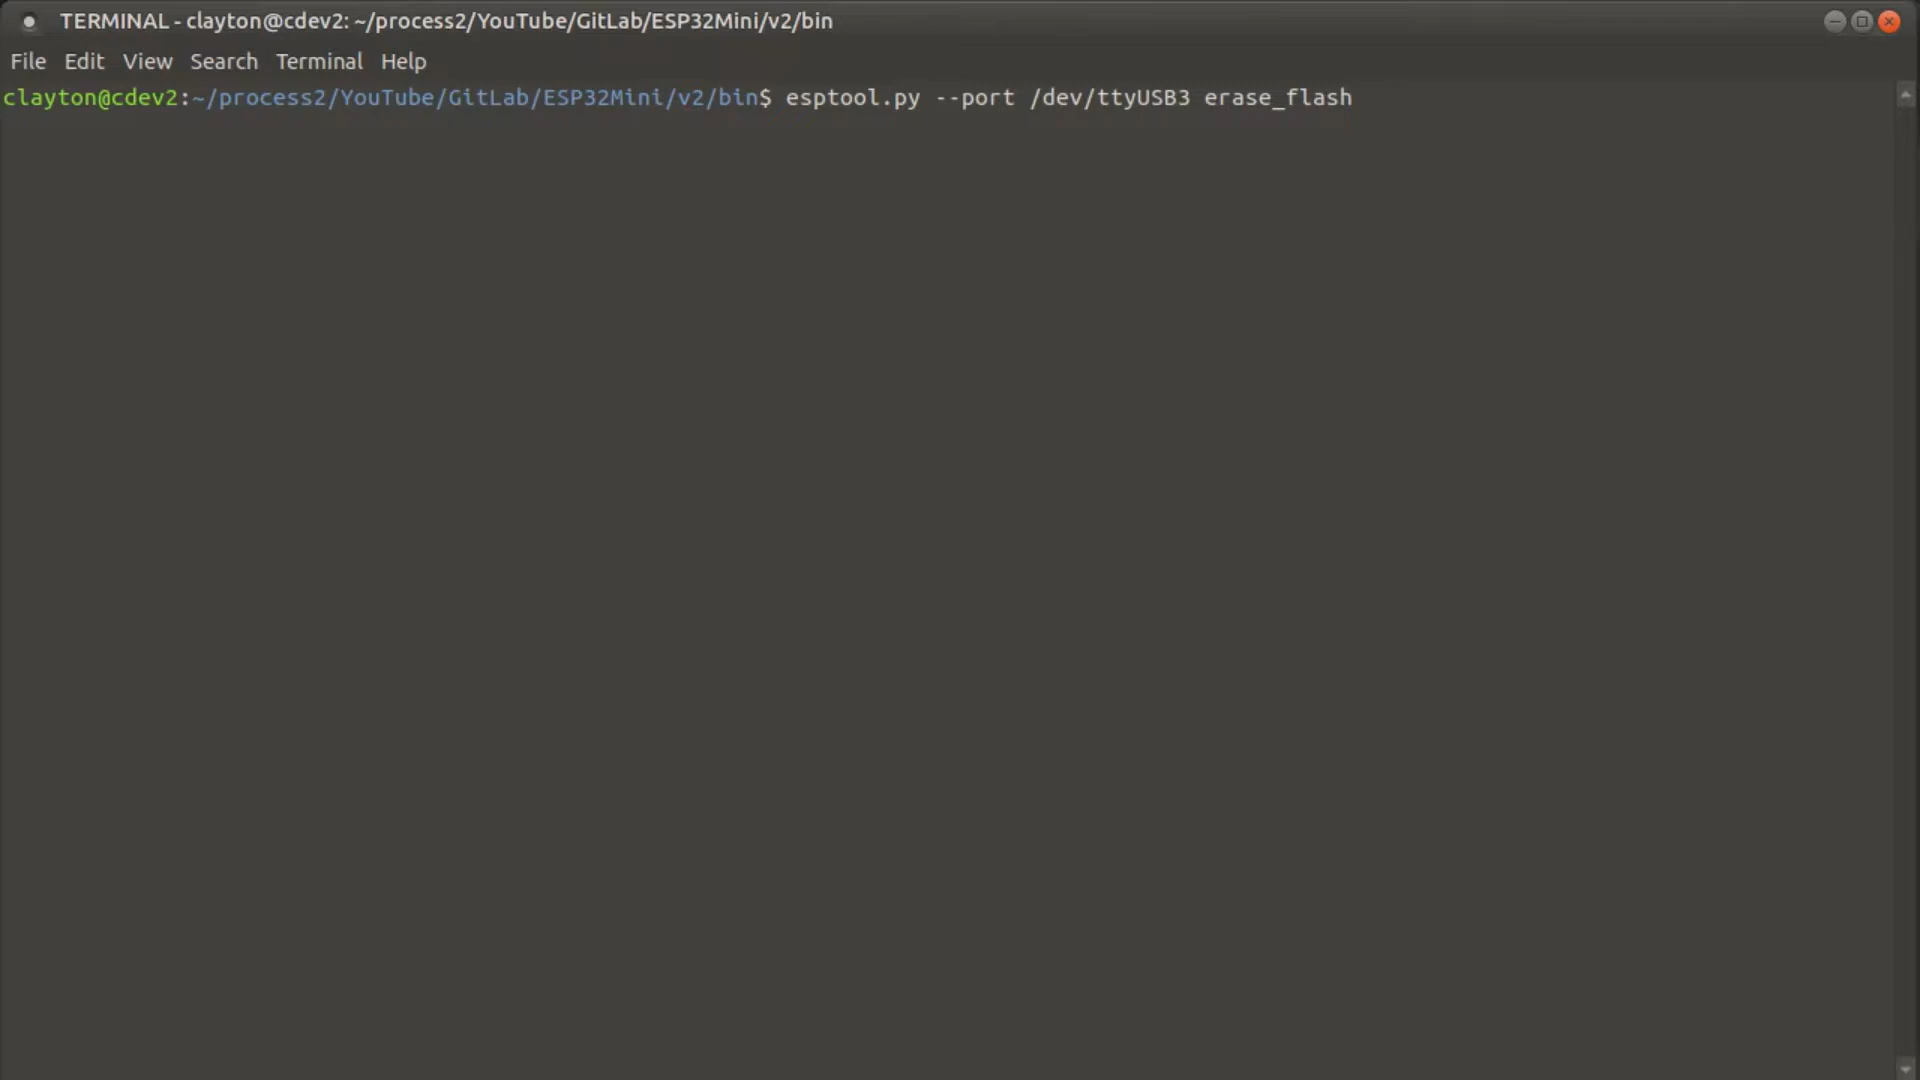 TERMINAL - clayton@cdev2: ~/process2/YouTube/GitLab/ESP32Mini/v2/bin
File Edit View Search Terminal Help
clayton@cdev2:~/process2/YouTube/GitLab/ESP32Mini/v2/bin$ esptool.py --port /dev/ttyUSB3 erase_flash